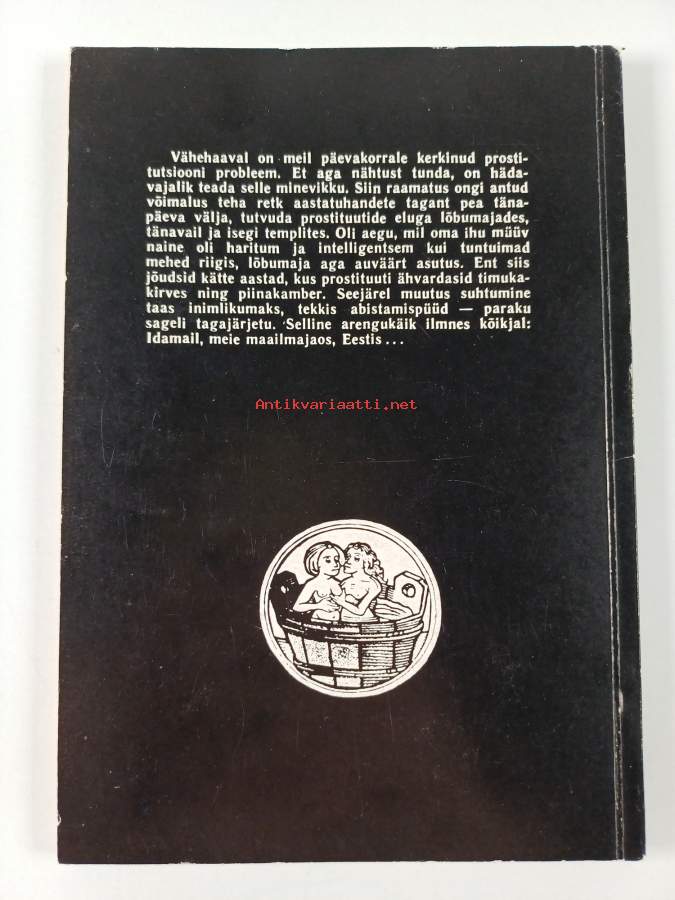 Vähehaaval on meil päevakorrale kerkinud prosti-
tutsiooni probleem. Et aga nähtust tunda, on häda-
vajalik teada selle minevikku. Siin raamatus ongi antud
võimalus teha retk aastatuhandete tagant pea täna-
päeva välja, tutvuda prostituutide eluga lõbumajades,
tänavail ja isegi templites. Oli aegu, mil oma ihu müüv
naine oli haritum ja intelligentsem kui tuntuimad
mehed riigis, lõbumaja aga auväärt asutus. Ent siis
jõudsid kätte aastad, kus prostituuti ähvardasid timuka-
kirves ning piinakamber. Seejärel muutus suhtumine
taas inimlikumaks, tekkis abistamispüüd — paraku
sageli tagajärjetu. Selline arengukäik ilmnes kõikjal:
Idamail, meie maailmajaos, Eestis ...
Antikvariaatti.net